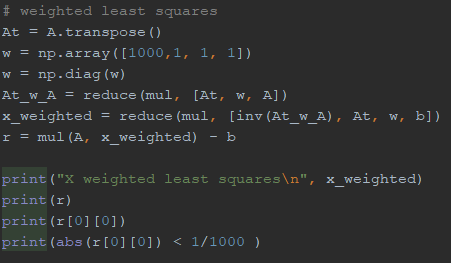 # weighted least squares
At = A.transpose()
w = np.array([1000,1, 1, 1])
w = np.diag(w)
At_w_A = reduce(mul, [At, w, A])
x_weighted = reduce(mul, [inv(At_w_A), At, w, b])
r = mul(A, x_weighted) - b
print("X weighted least squares\n", x_weighted)
print(r)
print(r[0][0])
print(abs(r[0][0]) < 1/1000 )